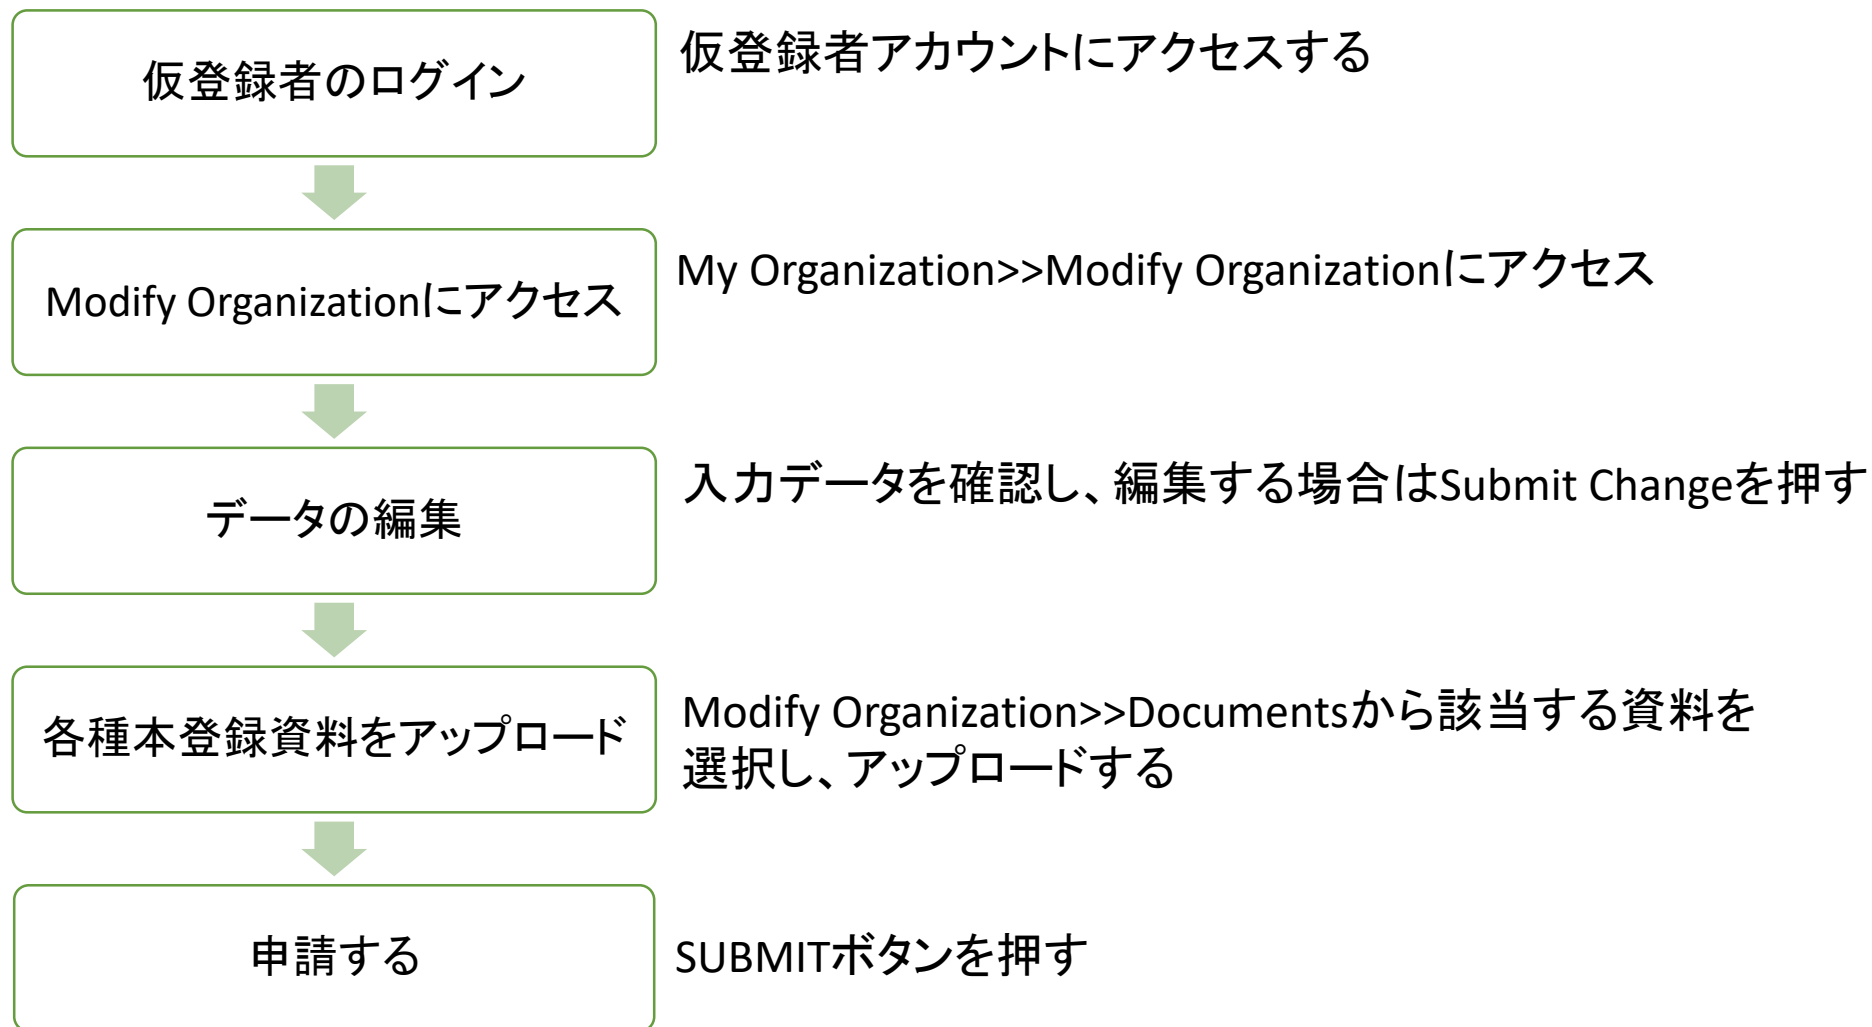 仮登録者のログイン
仮登録者アカウントにアクセスする
Modify Organizationにアクセス
My Organization>>Modify Organizationにアクセス
データの編集
入力データを確認し、編集する場合はSubmit Changeを押す
各種本登録資料をアップロード
Modify Organization>>Documentsから該当する資料を
選択し、アップロードする
申請する
SUBMITボタンを押す